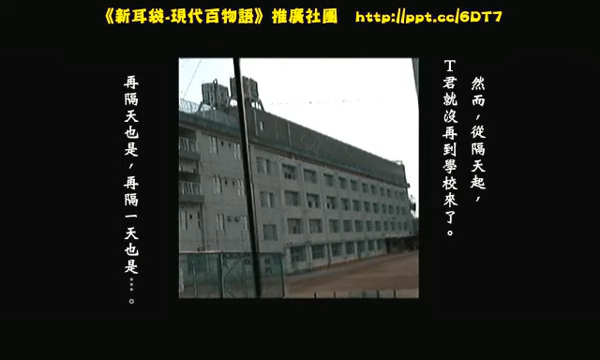 《新耳袋-現代百物語》推廣社團　http://ppt.cc/6DT7
然而，從隔天起，
T君就沒再到學校來了。
再隔天也是，再隔一天也是…。